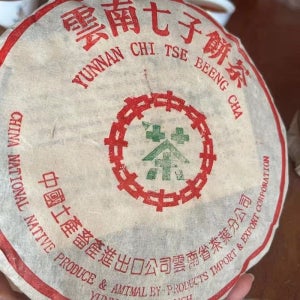 雲南七子餅茶
YUNNAN CHI TSE BEENG CHA
茶
中國土產畜產進出口公司雲南省茶葉分公司
CHINA NATIONAL NATIVE PRODUCE & ANIMAL BY-PRODUCTS IMPORT & EXPORT CORPORATION
YUNNAN